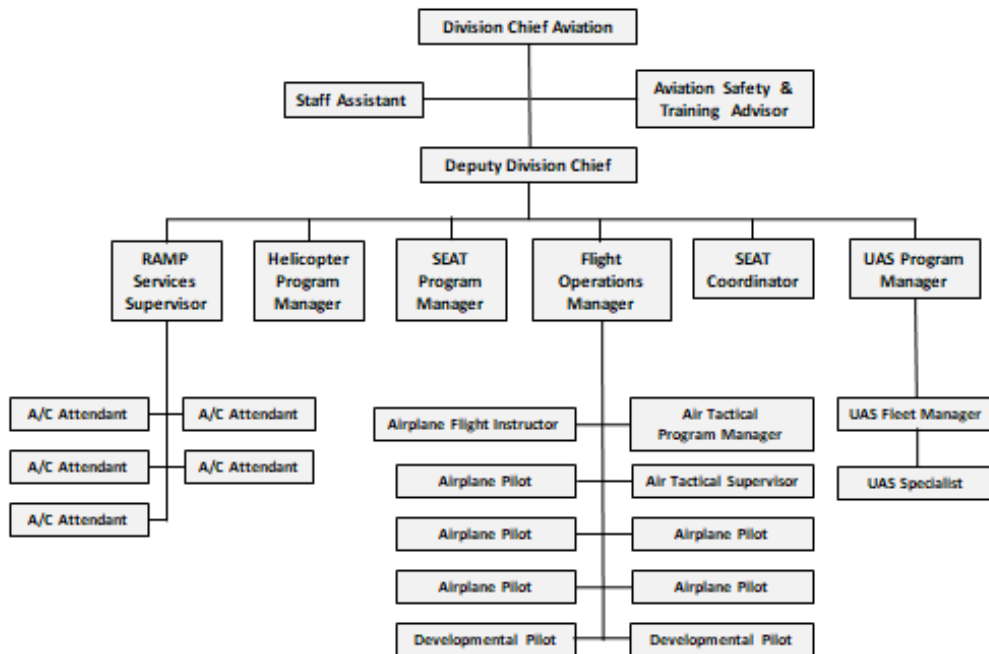 Division Chief Aviation
Staff Assistant
Aviation Safety &
Training Advisor
Deputy Division Chief
RAMP
Services
Supervisor
Helicopter
Program
Manager
SEAT
Program
Manager
Flight
Operations
Manager
SEAT
Coordinator
UAS Program
Manager
A/C Attendant
A/C Attendant
A/C Attendant
A/C Attendant
A/C Attendant
Airplane Flight Instructor
Air Tactical
Program Manager
Airplane Pilot
Air Tactical Supervisor
Airplane Pilot
Airplane Pilot
Airplane Pilot
Airplane Pilot
Developmental Pilot
Developmental Pilot
UAS Fleet Manager
UAS Specialist